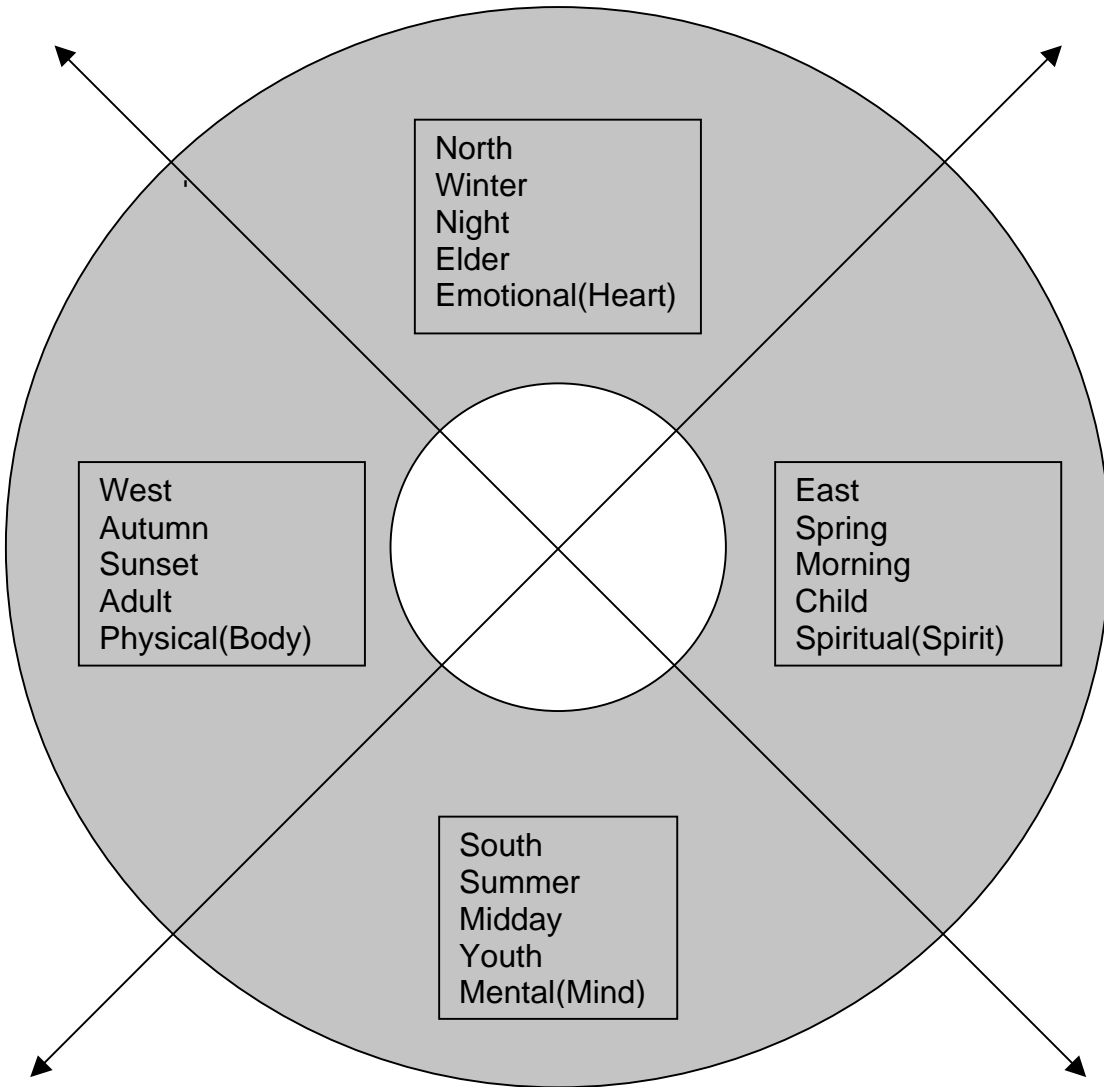 North
Winter
Night
Elder
Emotional(Heart)
West
Autumn
Sunset
Adult
Physical(Body)
East
Spring
Morning
Child
Spiritual(Spirit)
South
Summer
Midday
Youth
Mental(Mind)